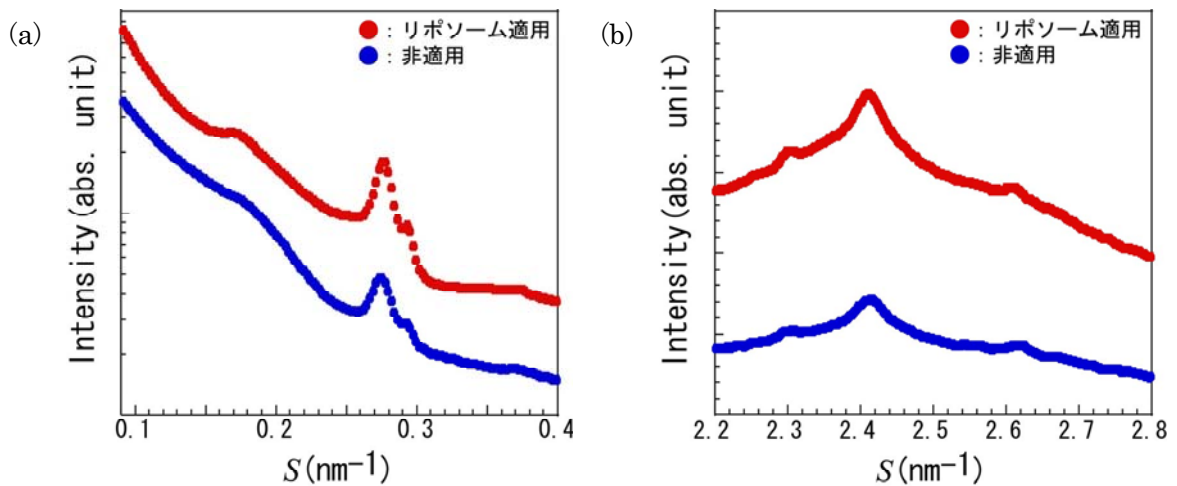 (a)
●: リポソーム適用
●: 非適用
Intensity(abs. unit)
0.1 0.2 0.3 0.4
S(nm⁻¹)
(b)
●: リポソーム適用
●: 非適用
Intensity(abs. unit)
2.2 2.3 2.4 2.5 2.6 2.7 2.8
S(nm⁻¹)